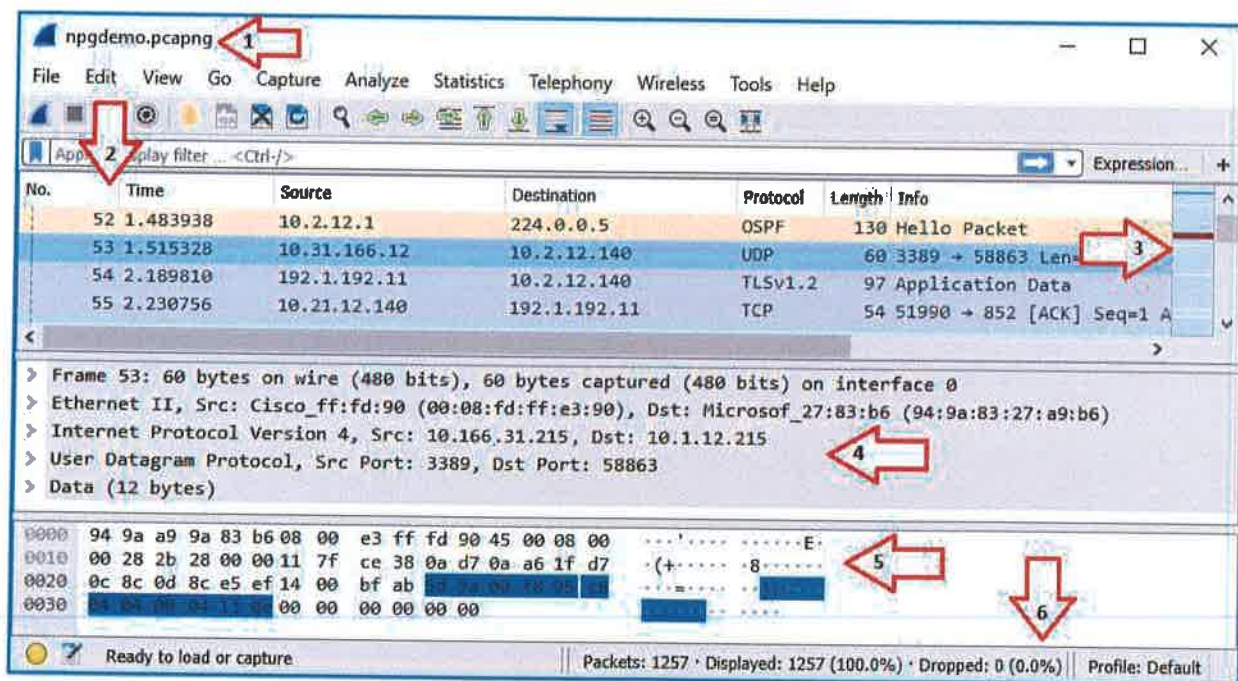 npgdemo.pcapng
1
File Edit View Go Capture Analyze Statistics Telephony Wireless Tools Help
2
play filter ... <Ctrl-/>
Expression... +
No. Time Source Destination Protocol Length Info
52 1.483938 10.2.12.1 224.0.0.5 OSPF 130 Hello Packet
53 1.515328 10.31.166.12 10.2.12.140 UDP 60 3389 → 58863 Len=
3
54 2.189810 192.1.192.11 10.2.12.140 TLSv1.2 97 Application Data
55 2.230756 10.21.12.140 192.1.192.11 TCP 54 51990 → 852 [ACK] Seq=1 A
Frame 53: 60 bytes on wire (480 bits), 60 bytes captured (480 bits) on interface 0
Ethernet II, Src: Cisco_ff:fd:90 (00:08:fd:ff:e3:90), Dst: Microsof_27:83:b6 (94:9a:83:27:a9:b6)
Internet Protocol Version 4, Src: 10.166.31.215, Dst: 10.1.12.215
4
User Datagram Protocol, Src Port: 3389, Dst Port: 58863
Data (12 bytes)
0000 94 9a a9 9a 83 b6 08 00 e3 ff fd 90 45 00 08 00 ...'.... ......E.
0010 00 28 2b 28 00 00 11 7f ce 38 0a d7 0a a6 1f d7 .(+..... .8......
5
0020 0c 8c 0d 8c e5 ef 14 00 bf ab
0030 00 00 00 00 00 00
6
Ready to load or capture
Packets: 1257 · Displayed: 1257 (100.0%) · Dropped: 0 (0.0%)
Profile: Default